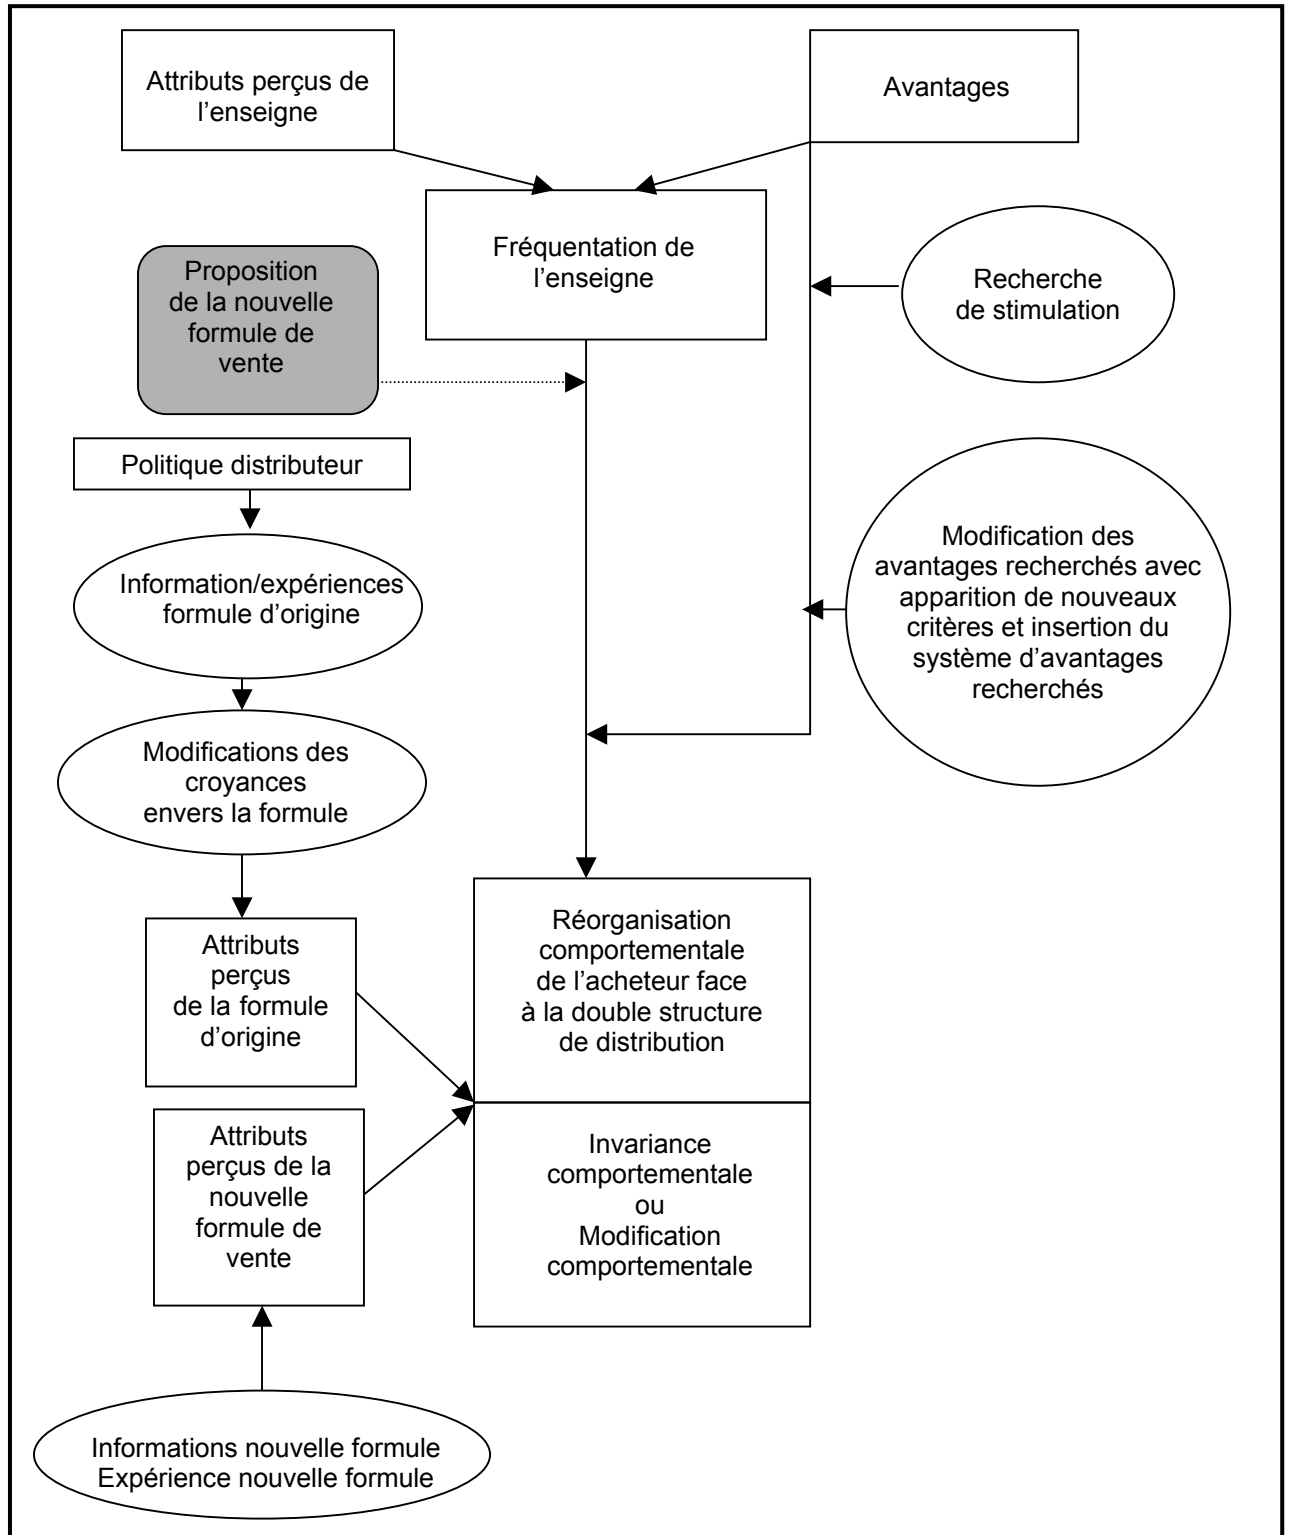 Attributs perçus de
l’enseigne
Avantages
Fréquentation de
l’enseigne
Proposition
de la nouvelle
formule de
vente
Recherche
de stimulation
Politique distributeur
Information/expériences
formule d’origine
Modification des
avantages recherchés avec
apparition de nouveaux
critères et insertion du
système d’avantages
recherchés
Modifications des
croyances
envers la formule
Attributs
perçus
de la formule
d’origine
Réorganisation
comportementale
de l’acheteur face
à la double structure
de distribution
Attributs
perçus de la
nouvelle
formule de
vente
Invariance
comportementale
ou
Modification
comportementale
Informations nouvelle formule
Expérience nouvelle formule